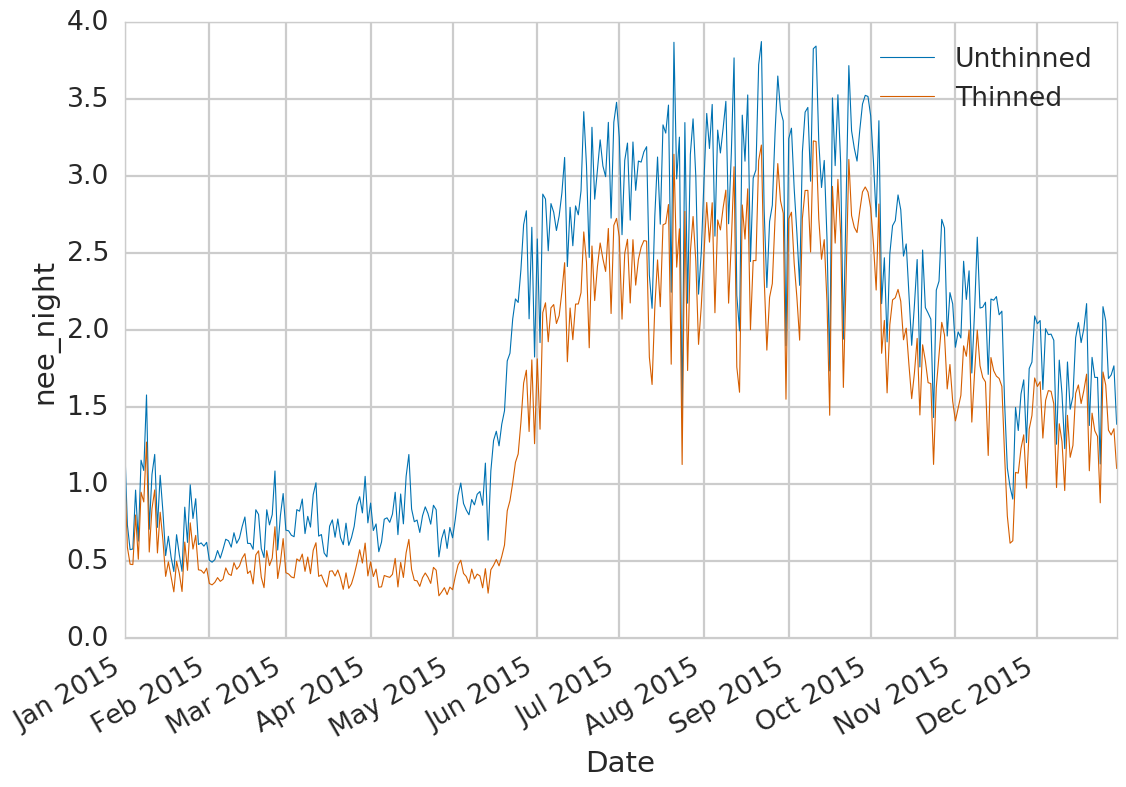 4.0
3.5
3.0
2.5
2.0
1.5
1.0
0.5
0.0
nee_night
Unthinned
Thinned
Jan 2015
Feb 2015
Mar 2015
Apr 2015
May 2015
Jun 2015
Jul 2015
Aug 2015
Sep 2015
Oct 2015
Nov 2015
Dec 2015
Date